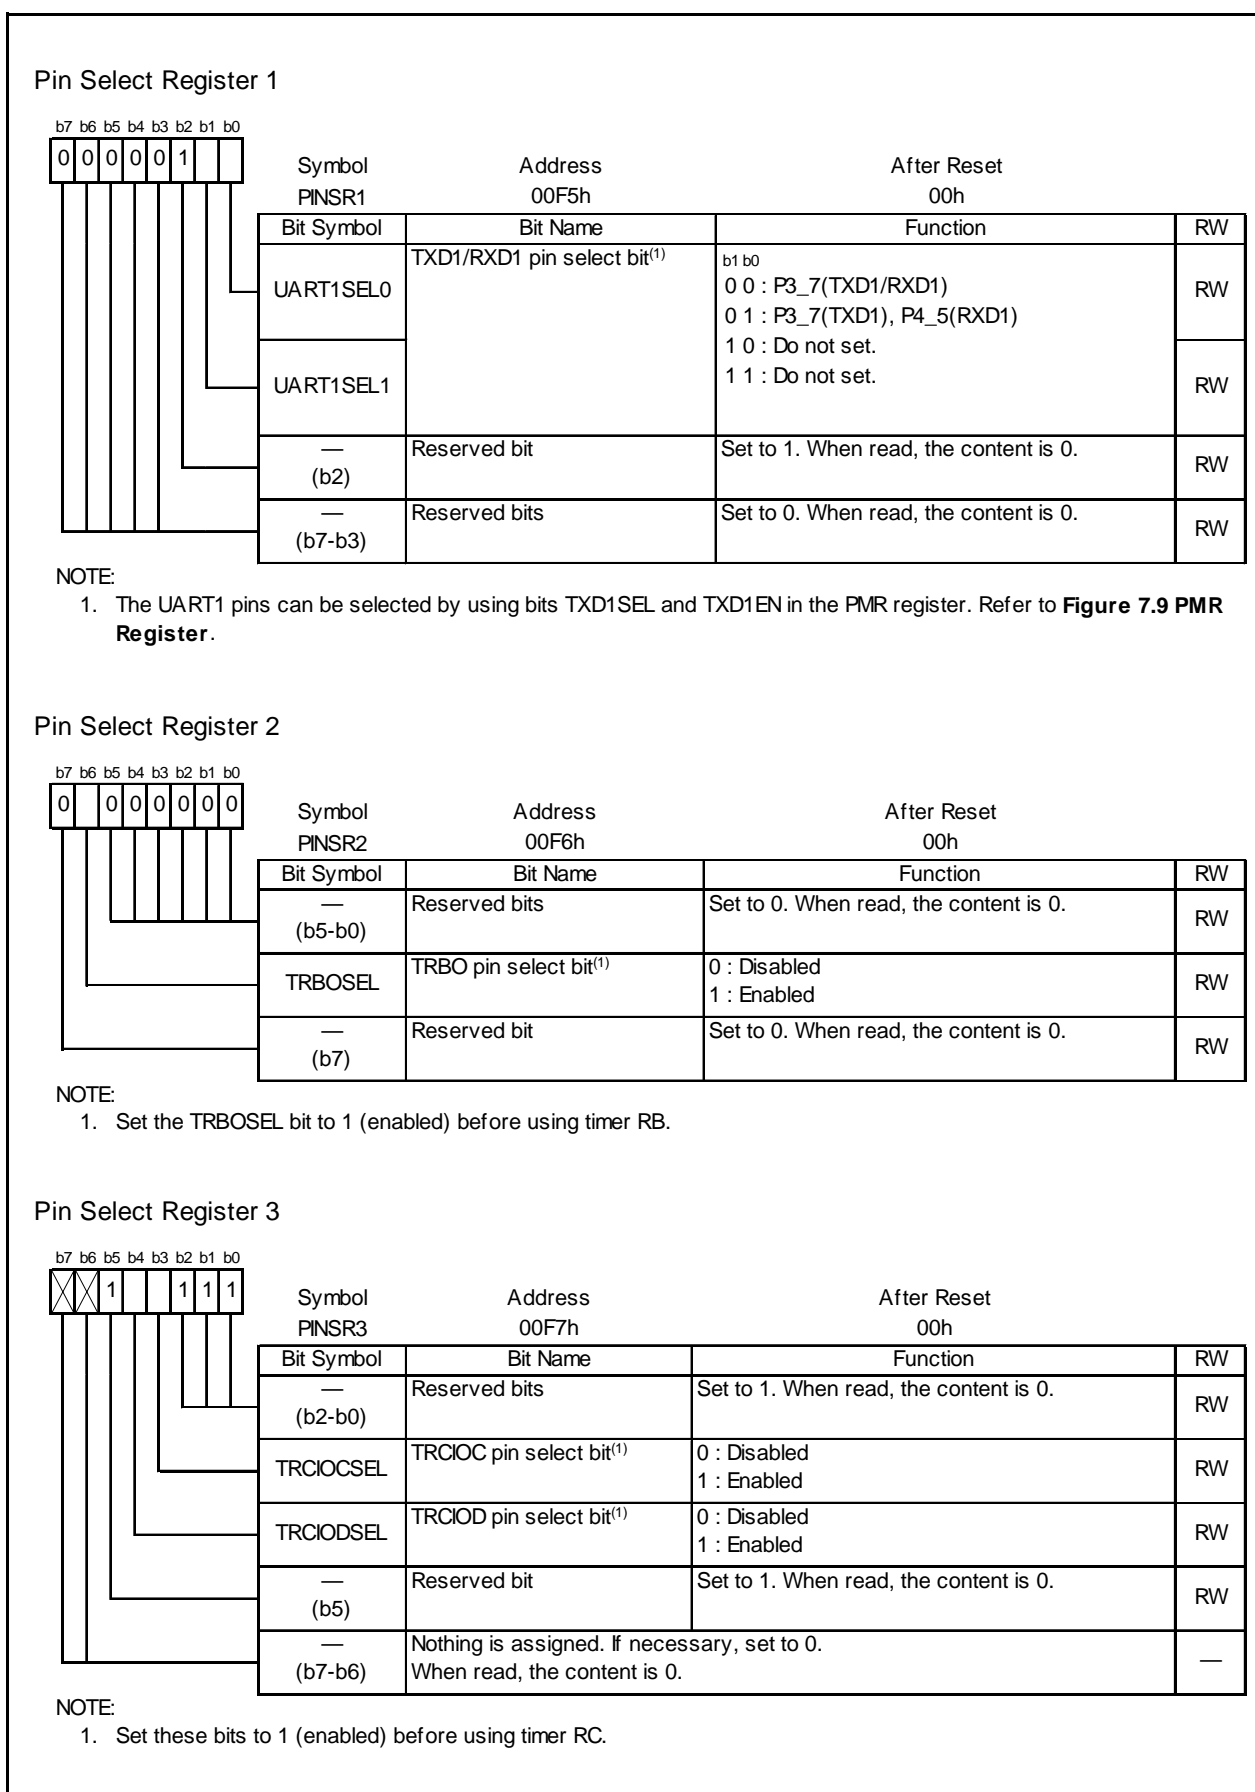 Pin Select Register 1
b7 b6 b5 b4 b3 b2 b1 b0
0 0 0 0 0 1
Symbol Address After Reset
PINSR1 00F5h 00h
Bit Symbol Bit Name Function RW
UART1SEL0 TXD1/RXD1 pin select bit(1) b1 b0
0 0 : P3_7(TXD1/RXD1) RW
0 1 : P3_7(TXD1), P4_5(RXD1)
1 0 : Do not set.
UART1SEL1 1 1 : Do not set. RW
— Reserved bit Set to 1. When read, the content is 0. RW
(b2)
— Reserved bits Set to 0. When read, the content is 0. RW
(b7-b3)
NOTE:
1. The UART1 pins can be selected by using bits TXD1SEL and TXD1EN in the PMR register. Refer to Figure 7.9 PMR
Register.
Pin Select Register 2
b7 b6 b5 b4 b3 b2 b1 b0
0 0 0 0 0 0 0
Symbol Address After Reset
PINSR2 00F6h 00h
Bit Symbol Bit Name Function RW
— Reserved bits Set to 0. When read, the content is 0. RW
(b5-b0)
TRBOSEL TRBO pin select bit(1) 0 : Disabled RW
1 : Enabled
— Reserved bit Set to 0. When read, the content is 0. RW
(b7)
NOTE:
1. Set the TRBOSEL bit to 1 (enabled) before using timer RB.
Pin Select Register 3
b7 b6 b5 b4 b3 b2 b1 b0
1 1 1 1
Symbol Address After Reset
PINSR3 00F7h 00h
Bit Symbol Bit Name Function RW
— Reserved bits Set to 1. When read, the content is 0. RW
(b2-b0)
TRCIOCSEL TRCIOC pin select bit(1) 0 : Disabled RW
1 : Enabled
TRCIODSEL TRCIOD pin select bit(1) 0 : Disabled RW
1 : Enabled
— Reserved bit Set to 1. When read, the content is 0. RW
(b5)
— Nothing is assigned. If necessary, set to 0. —
(b7-b6) When read, the content is 0.
NOTE:
1. Set these bits to 1 (enabled) before using timer RC.